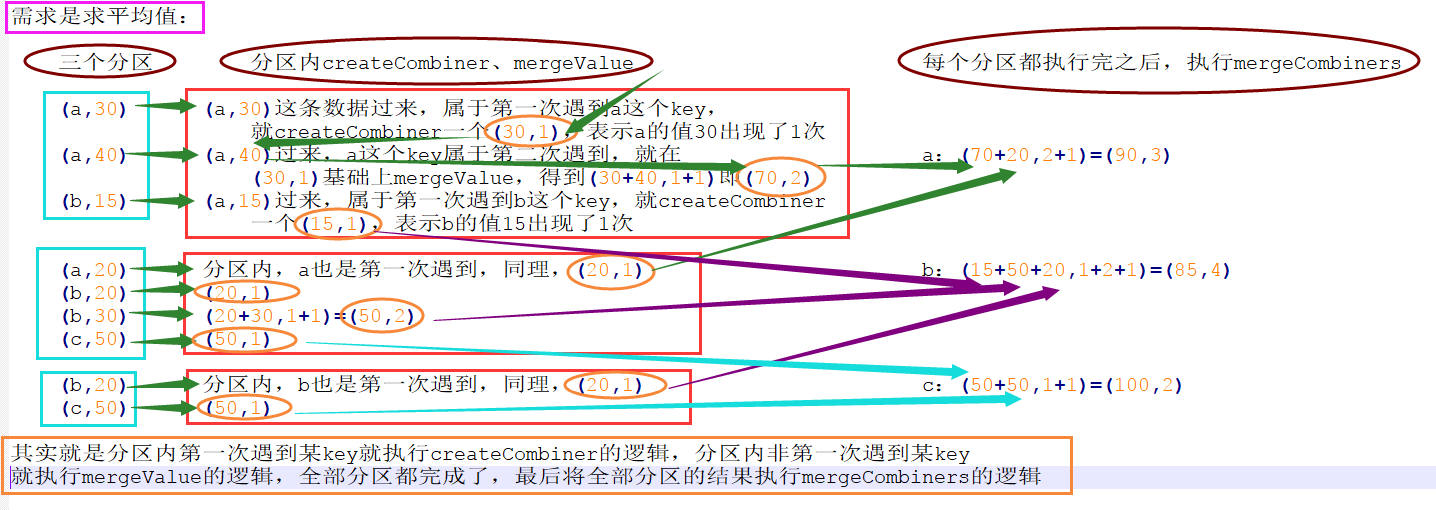 需求是求平均值：
三个分区
分区内createCombiner、mergeValue
每个分区都执行完之后，执行mergeCombiners
(a,30)
(a,30)这条数据过来，属于第一次遇到a这个key，
就createCombiner一个(30,1)，表示a的值30出现了1次
(a,40)
(a,40)过来，a这个key属于第二次遇到，就在
(30,1)基础上mergeValue，得到(30+40,1+1)即(70,2)
(b,15)
(a,15)过来，属于第一次遇到b这个key，就createCombiner
一个(15,1)，表示b的值15出现了1次
a：(70+20,2+1)=(90,3)
(a,20)
分区内，a也是第一次遇到，同理，(20,1)
(b,20)
(20,1)
(b,30)
(20+30,1+1)=(50,2)
(c,50)
(50,1)
b：(15+50+20,1+2+1)=(85,4)
(b,20)
分区内，b也是第一次遇到，同理，(20,1)
(c,50)
(50,1)
c：(50+50,1+1)=(100,2)
其实就是分区内第一次遇到某key就执行createCombiner的逻辑，分区内非第一次遇到某key
就执行mergeValue的逻辑，全部分区都完成了，最后将全部分区的结果执行mergeCombiners的逻辑